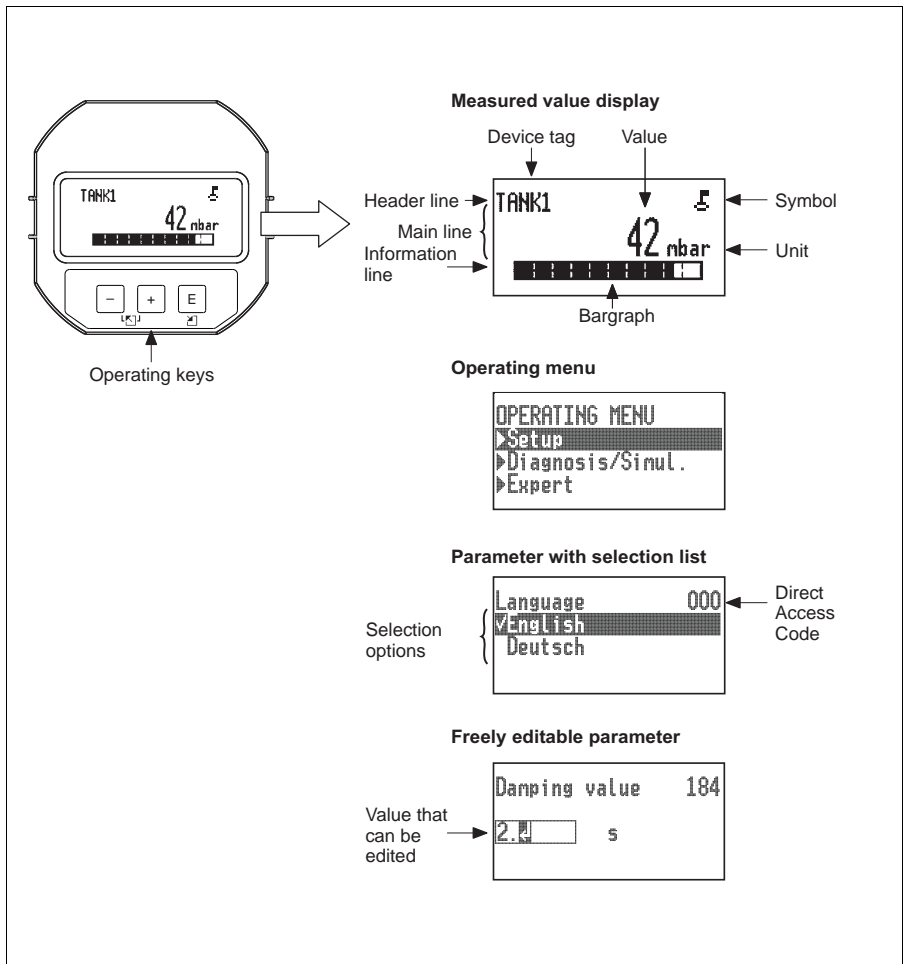 TANK1
42 mbar
- + E
Operating keys
Measured value display
Device tag Value
Header line
Main line
Information
line
TANK1
42 mbar
Symbol
Unit
Bargraph
Operating menu
OPERATING MENU
Setup
Diagnosis/Simul.
Expert
Parameter with selection list
Language 000
✓English
Deutsch
Selection
options
Direct
Access
Code
Freely editable parameter
Damping value 184
2. s
Value that
can be
edited